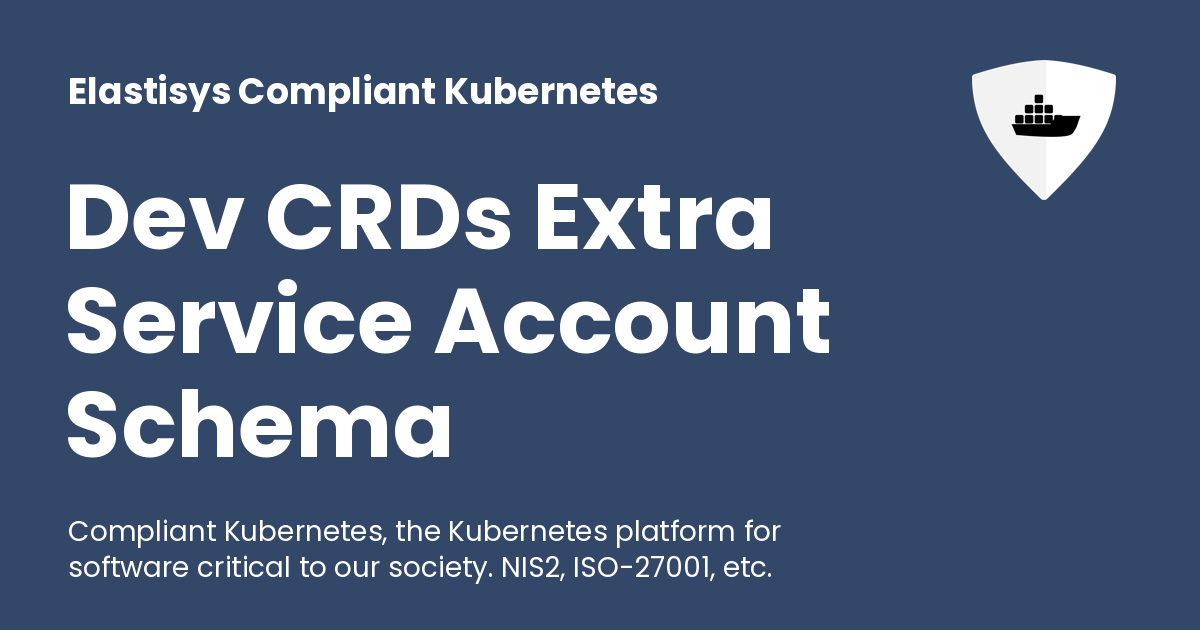 Elastisys Compliant Kubernetes
Dev CRDs Extra
Service Account
Schema
Compliant Kubernetes, the Kubernetes platform for
software critical to our society. NIS2, ISO-27001, etc.